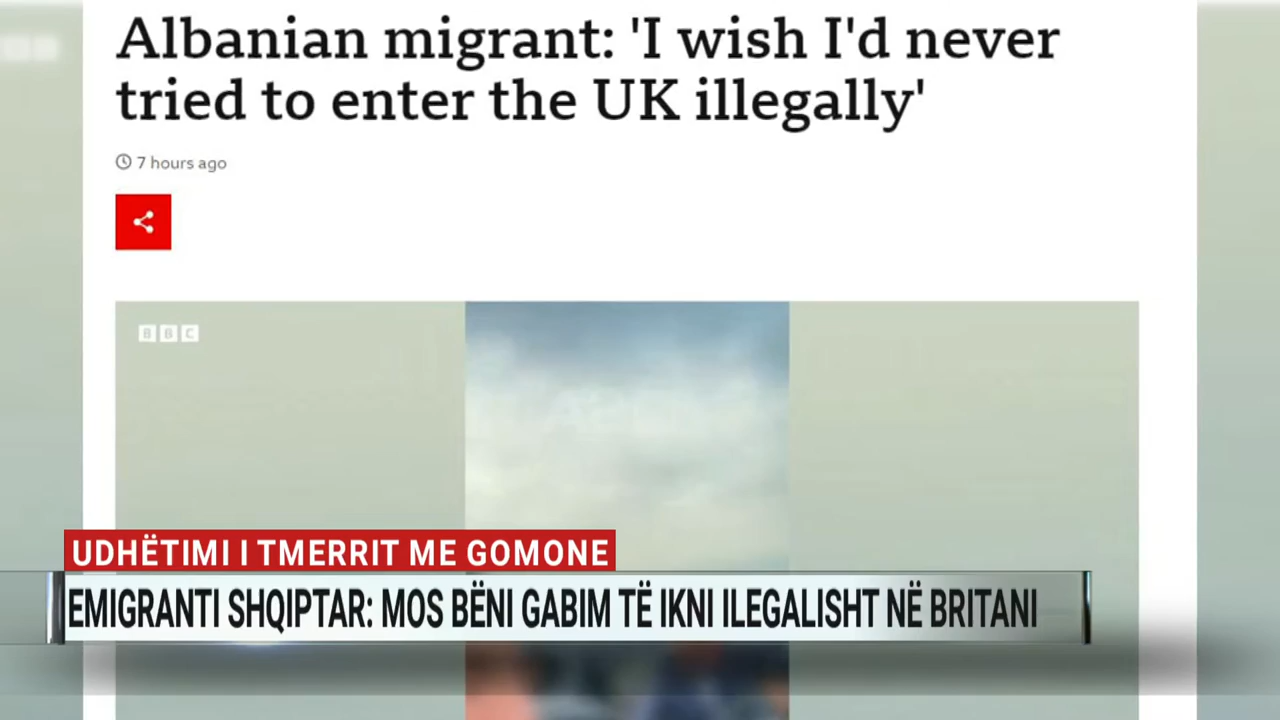 Albanian migrant: 'I wish I'd never
tried to enter the UK illegally'
7 hours ago
BBC
UDHËTIMI I TMERRIT ME GOMONE
EMIGRANTI SHQIPTAR: MOS BËNI GABIM TË IKNI ILEGALISHT NË BRITANI